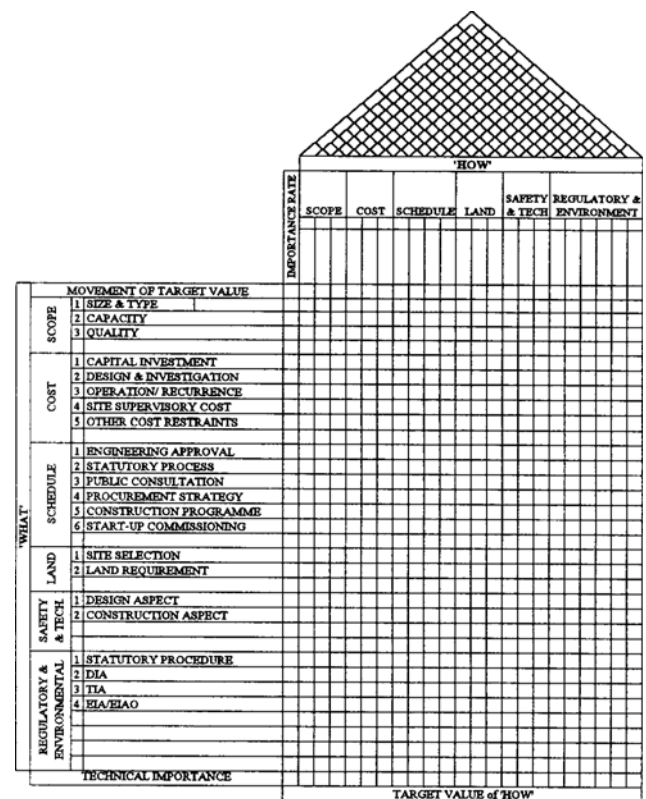 'HOW'
IMPORTANCE RATE
SCOPE
COST
SCHEDULE
LAND
SAFETY & TECH
REGULATORY & ENVIRONMENT
'WHAT'
MOVEMENT OF TARGET VALUE
SCOPE
1 SIZE & TYPE
2 CAPACITY
3 QUALITY
COST
1 CAPITAL INVESTMENT
2 DESIGN & INVESTIGATION
3 OPERATION/ RECURRENCE
4 SITE SUPERVISORY COST
5 OTHER COST RESTRAINTS
SCHEDULE
1 ENGINEERING APPROVAL
2 STATUTORY PROCESS
3 PUBLIC CONSULTATION
4 PROCUREMENT STRATEGY
5 CONSTRUCTION PROGRAMME
6 START-UP COMMISSIONING
LAND
1 SITE SELECTION
2 LAND REQUIREMENT
SAFETY
& TECH.
1 DESIGN ASPECT
2 CONSTRUCTION ASPECT
REGULATORY &
ENVIRONMENTAL
1 STATUTORY PROCEDURE
2 DIA
3 TIA
4 EIA/EIAO
TECHNICAL IMPORTANCE
TARGET VALUE of 'HOW'